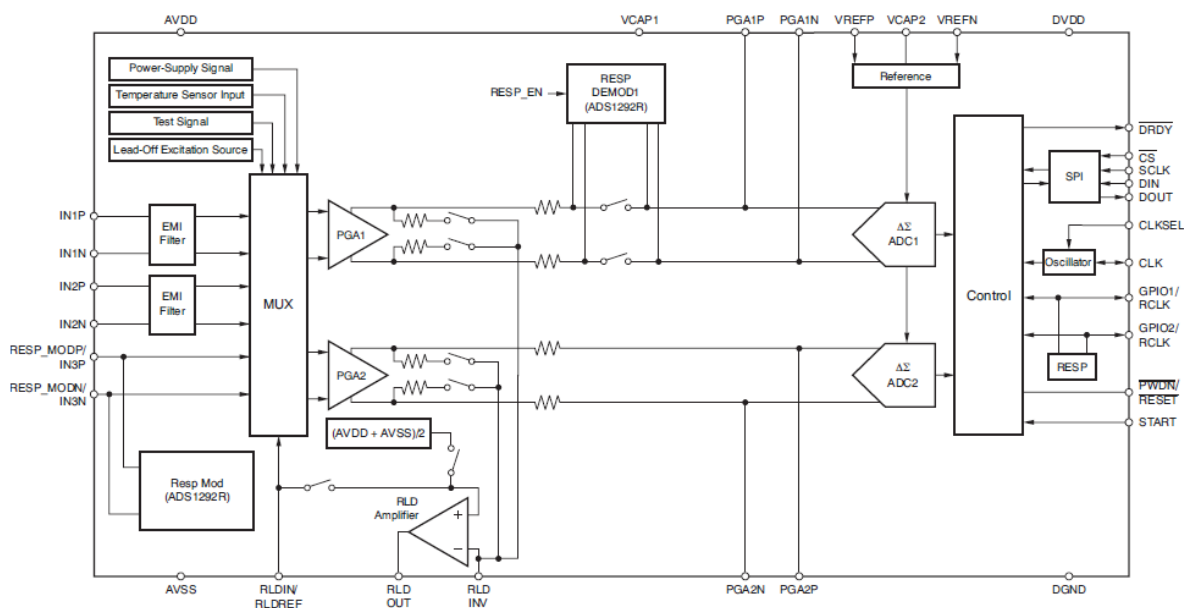 AVDD
VCAP1
PGA1P
PGA1N
VREFP
VCAP2
VREFN
DVDD
Power-Supply Signal
Temperature Sensor Input
Test Signal
Lead-Off Excitation Source
RESP_EN
RESP
DEMOD1
(ADS1292R)
Reference
DRDY
CS
SCLK
DIN
DOUT
SPI
CLKSEL
Oscillator
CLK
GPIO1/
RCLK
GPIO2/
RCLK
RESP
PWDN/
RESET
START
Control
IN1P
IN1N
EMI
Filter
IN2P
IN2N
EMI
Filter
RESP_MODP/
IN3P
RESP_MODN/
IN3N
MUX
PGA1
PGA2
ΔΣ
ADC1
ΔΣ
ADC2
(AVDD + AVSS)/2
Resp Mod
(ADS1292R)
RLD
Amplifier
+
−
AVSS
RLDIN/
RLDREF
RLD
OUT
RLD
INV
PGA2N
PGA2P
DGND